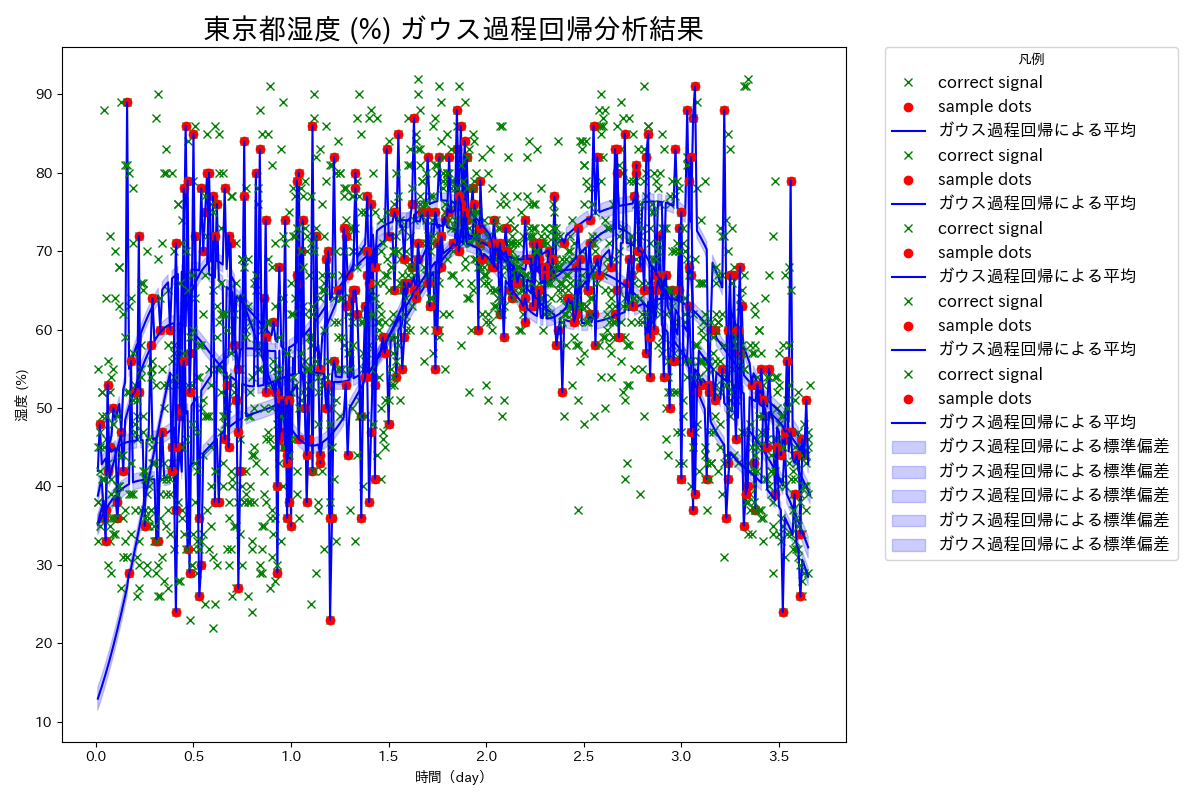 東京都湿度 (%) ガウス過程回帰分析結果
湿度 (%)
90
80
70
60
50
40
30
20
10
0.0
0.5
1.0
1.5
2.0
2.5
3.0
3.5
時間（day）
凡例
correct signal
sample dots
ガウス過程回帰による平均
correct signal
sample dots
ガウス過程回帰による平均
correct signal
sample dots
ガウス過程回帰による平均
correct signal
sample dots
ガウス過程回帰による平均
correct signal
sample dots
ガウス過程回帰による平均
ガウス過程回帰による標準偏差
ガウス過程回帰による標準偏差
ガウス過程回帰による標準偏差
ガウス過程回帰による標準偏差
ガウス過程回帰による標準偏差